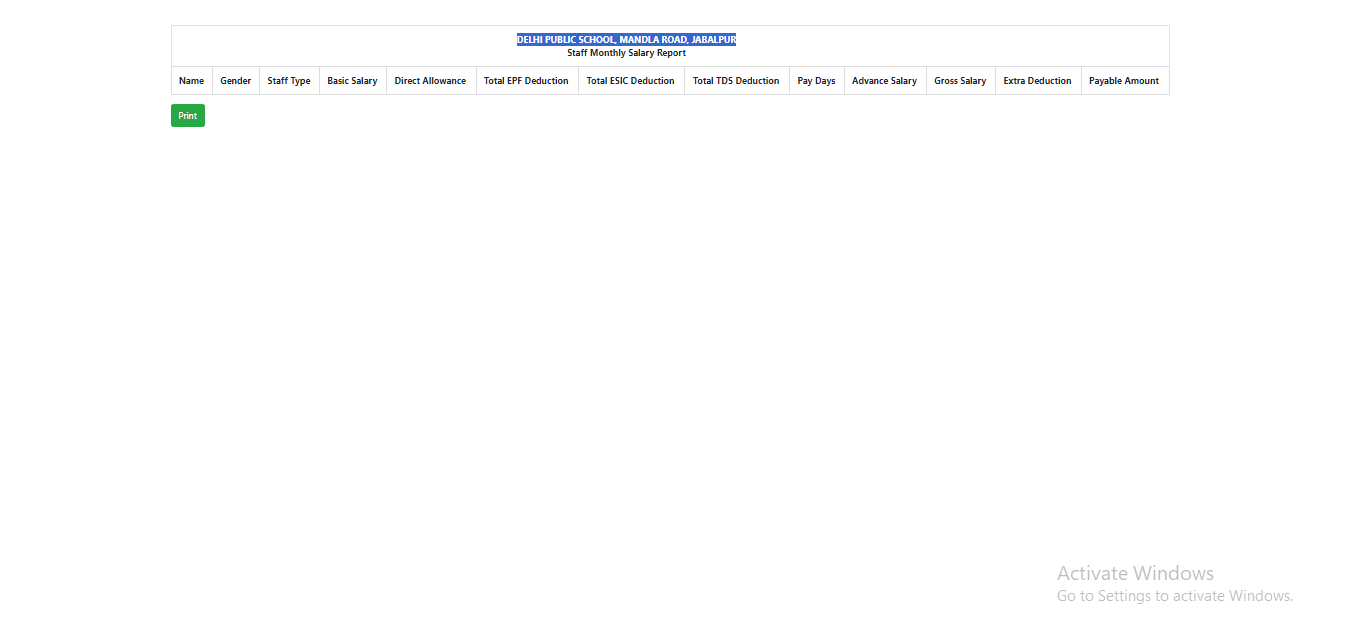 DELHI PUBLIC SCHOOL, MANDLA ROAD, JABALPUR
Staff Monthly Salary Report
Name Gender Staff Type Basic Salary Direct Allowance Total EPF Deduction Total ESIC Deduction Total TDS Deduction Pay Days Advance Salary Gross Salary Extra Deduction Payable Amount
Print
Activate Windows
Go to Settings to activate Windows.